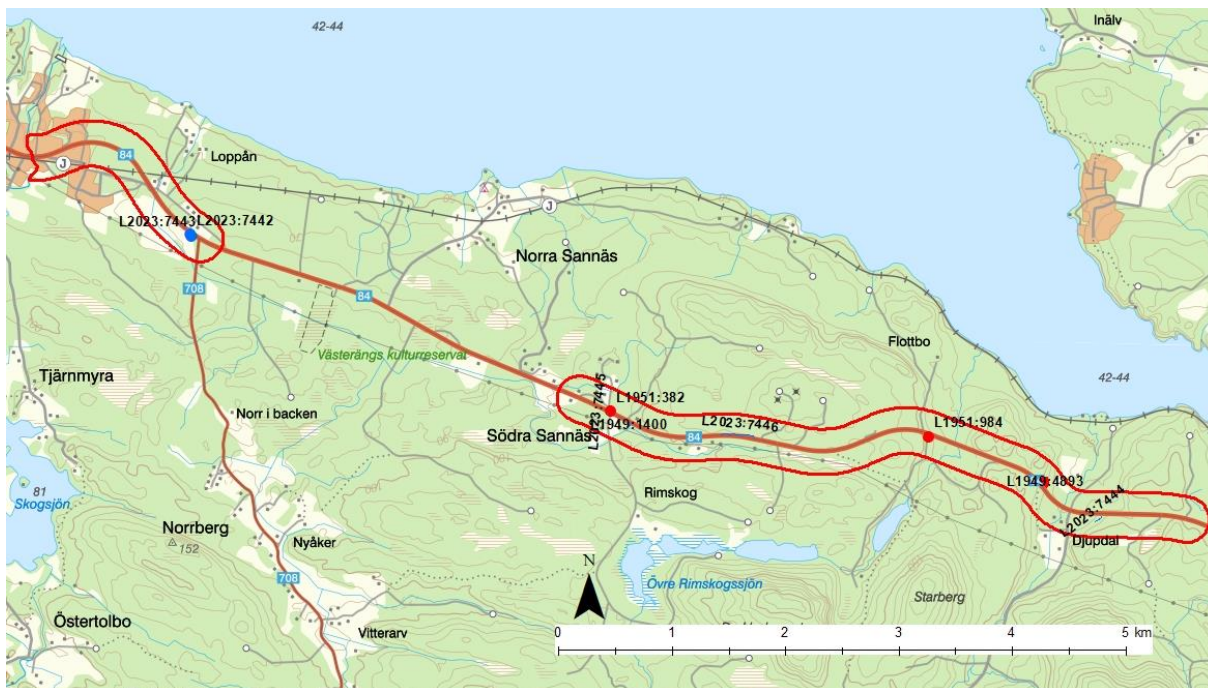 42-44
Inälv
84
J
Loppån
L2023:7443
L2023:7442
J
Norra Sannäs
708
84
Västerängs kulturreservat
Flottbo
42-44
Tjärnmyra
Norr i backen
L2023:7445
L1951:382
Södra Sannäs
L1949:1400
84
L2023:7446
L1951:984
81
Skogsjön
Rimskog
L1949:4893
L2023:7444
Djupdal
Norrberg
152
Nyåker
708
N
Övre Rimskogssjön
Starberg
Östertolbo
Vitterarv
0 1 2 3 4 5 km